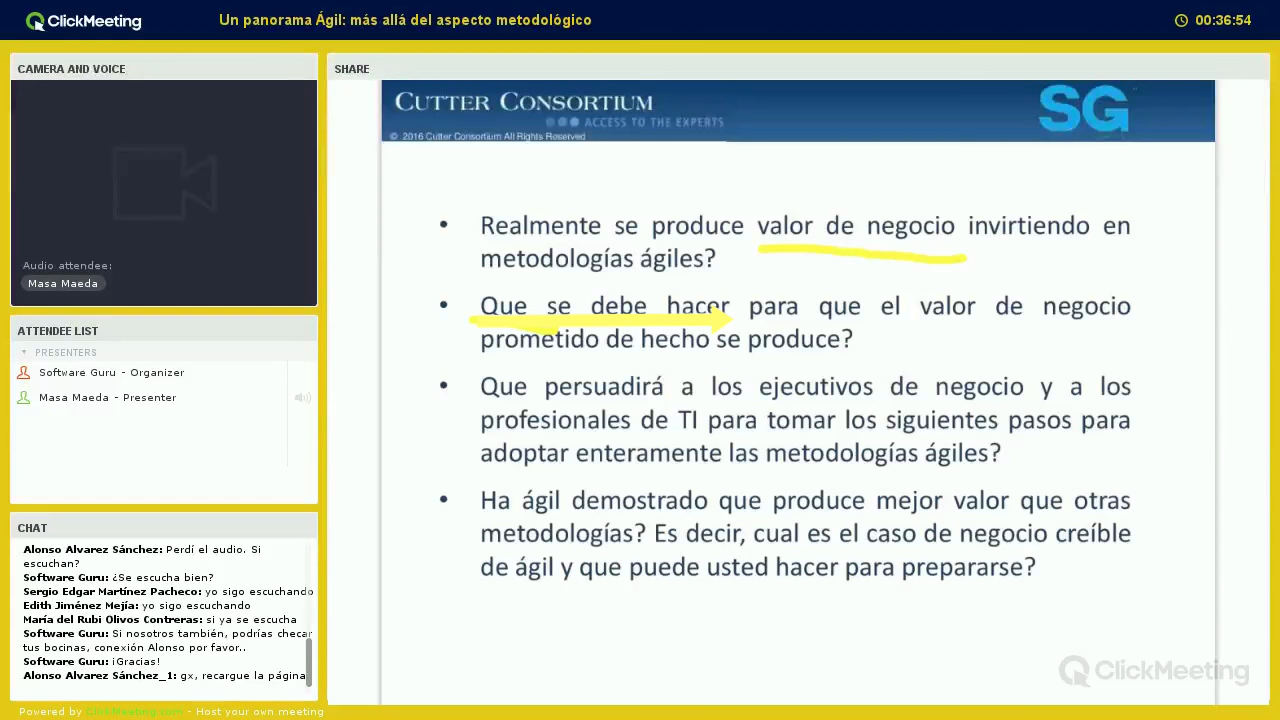 ClickMeeting
Un panorama Ágil: más allá del aspecto metodológico
00:36:54
CAMERA AND VOICE
Audio attendee:
Masa Maeda
ATTENDEE LIST
PRESENTERS
Software Guru - Organizer
Masa Maeda - Presenter
CHAT
Alonso Alvarez Sánchez: Perdí el audio. Si
escuchan?
Software Guru: ¿Se escucha bien?
Sergio Edgar Martínez Pacheco: yo sigo escuchando
Edith Jiménez Mejía: yo sigo escuchando
María del Rubi Olivos Contreras: si ya se escucha
Software Guru: Si nosotros también, podrías checar
tus bocinas, conexión Alonso por favor..
Software Guru: ¡Gracias!
Alonso Alvarez Sánchez_1: gx, recargue la página
SHARE
CUTTER CONSORTIUM
ACCESS TO THE EXPERTS
© 2016 Cutter Consortium All Rights Reserved
SG
• Realmente se produce valor de negocio invirtiendo en
metodologías ágiles?
• Que se debe hacer para que el valor de negocio
prometido de hecho se produce?
• Que persuadirá a los ejecutivos de negocio y a los
profesionales de TI para tomar los siguientes pasos para
adoptar enteramente las metodologías ágiles?
• Ha ágil demostrado que produce mejor valor que otras
metodologías? Es decir, cual es el caso de negocio creíble
de ágil y que puede usted hacer para prepararse?
ClickMeeting
Powered by ClickMeeting.com - Host your own meeting